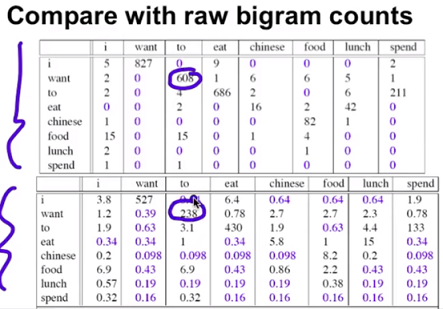 Compare with raw bigram counts
i want to eat chinese food lunch spend
i 5 827 0 9 0 0 0 2
want 2 0 608 1 6 6 5 1
to 2 0 4 686 2 0 6 211
eat 0 0 2 0 16 2 42 0
chinese 1 0 0 0 0 82 1 0
food 15 0 15 0 1 4 0 0
lunch 2 0 0 0 0 1 0 0
spend 1 0 1 0 0 0 0 0
i want to eat chinese food lunch spend
i 3.8 527 6.4 0.64 0.64 0.64 1.9
want 1.2 0.39 238 0.78 2.7 2.7 2.3 0.78
to 1.9 0.63 3.1 430 1.9 0.63 4.4 133
eat 0.34 0.34 1 0.34 5.8 1 15 0.34
chinese 0.2 0.098 0.098 0.098 0.098 8.2 0.2 0.098
food 6.9 0.43 6.9 0.43 0.86 2.2 0.43 0.43
lunch 0.57 0.19 0.19 0.19 0.19 0.38 0.19 0.19
spend 0.32 0.16 0.32 0.16 0.16 0.16 0.16 0.16